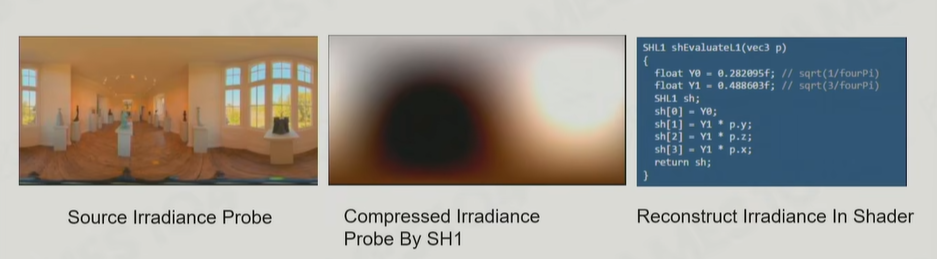 SHL1 shEvaluateL1(vec3 p)
{
float Y0 = 0.282095f; // sqrt(1/fourPi)
float Y1 = 0.488603f; // sqrt(3/fourPi)
SHL1 sh;
sh[0] = Y0;
sh[1] = Y1 * p.y;
sh[2] = Y1 * p.z;
sh[3] = Y1 * p.x;
return sh;
}
Source Irradiance Probe
Compressed Irradiance
Probe By SH1
Reconstruct Irradiance In Shader